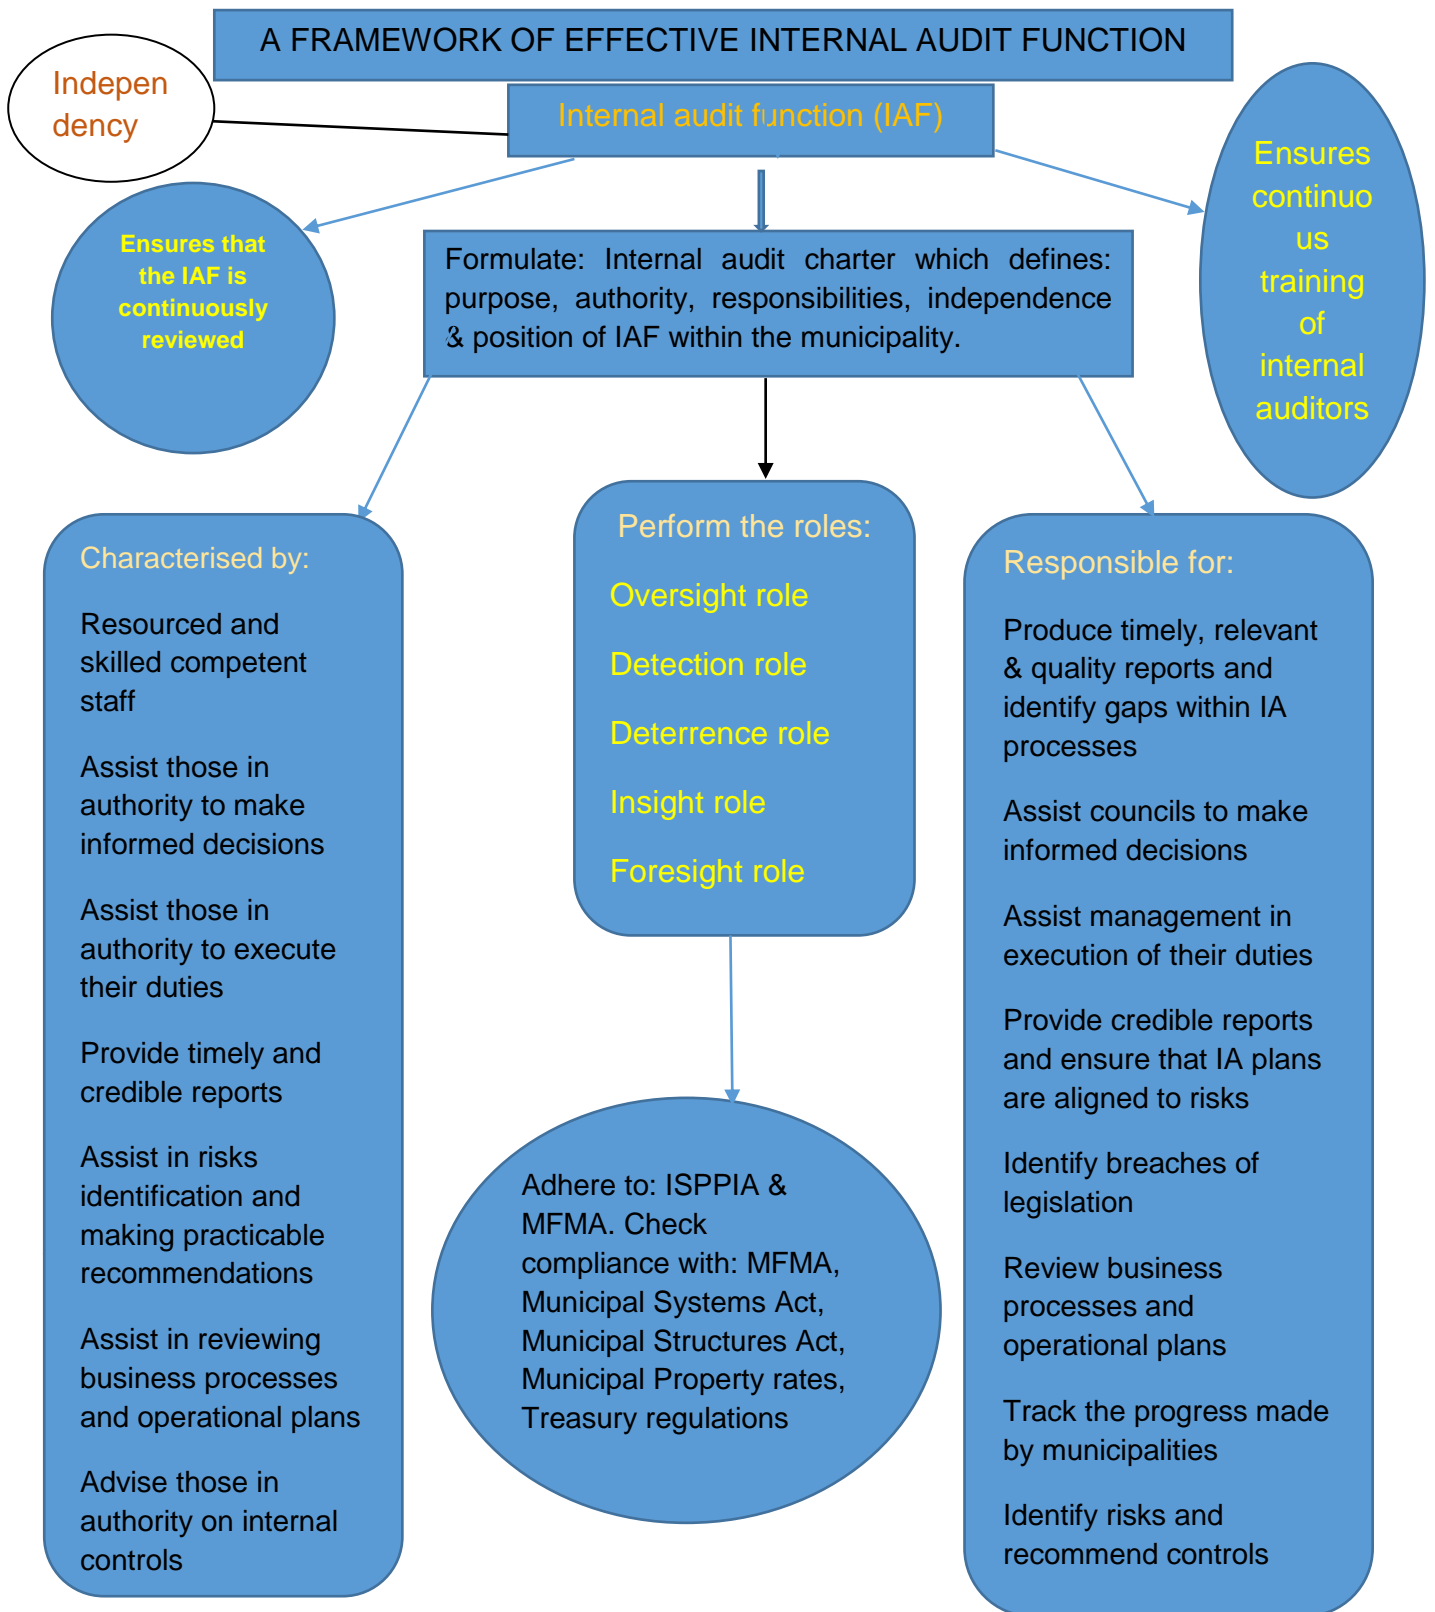 A FRAMEWORK OF EFFECTIVE INTERNAL AUDIT FUNCTION
Indepen
dency
Internal audit function (IAF)
Ensures that
the IAF is
continuously
reviewed
Formulate: Internal audit charter which defines:
purpose, authority, responsibilities, independence
& position of IAF within the municipality.
Ensures
continuo
us
training
of
internal
auditors
Characterised by:
Resourced and
skilled competent
staff
Assist those in
authority to make
informed decisions
Assist those in
authority to execute
their duties
Provide timely and
credible reports
Assist in risks
identification and
making practicable
recommendations
Assist in reviewing
business processes
and operational plans
Advise those in
authority on internal
controls
Perform the roles:
Oversight role
Detection role
Deterrence role
Insight role
Foresight role
Adhere to: ISPPIA &
MFMA. Check
compliance with: MFMA,
Municipal Systems Act,
Municipal Structures Act,
Municipal Property rates,
Treasury regulations
Responsible for:
Produce timely, relevant
& quality reports and
identify gaps within IA
processes
Assist councils to make
informed decisions
Assist management in
execution of their duties
Provide credible reports
and ensure that IA plans
are aligned to risks
Identify breaches of
legislation
Review business
processes and
operational plans
Track the progress made
by municipalities
Identify risks and
recommend controls